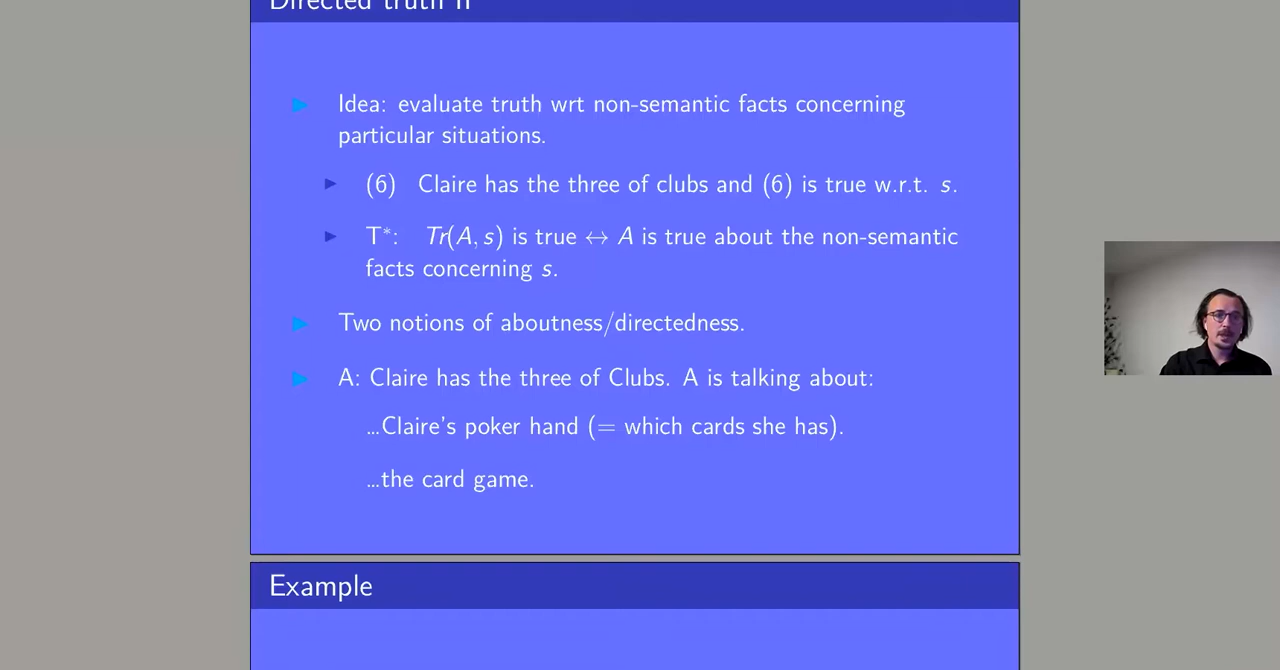 Directed truth II
Idea: evaluate truth wrt non-semantic facts concerning
particular situations.
(6) Claire has the three of clubs and (6) is true w.r.t. s.
T*: Tr(A, s) is true ↔ A is true about the non-semantic
facts concerning s.
Two notions of aboutness/directedness.
A: Claire has the three of Clubs. A is talking about:
...Claire's poker hand (= which cards she has).
...the card game.
Example